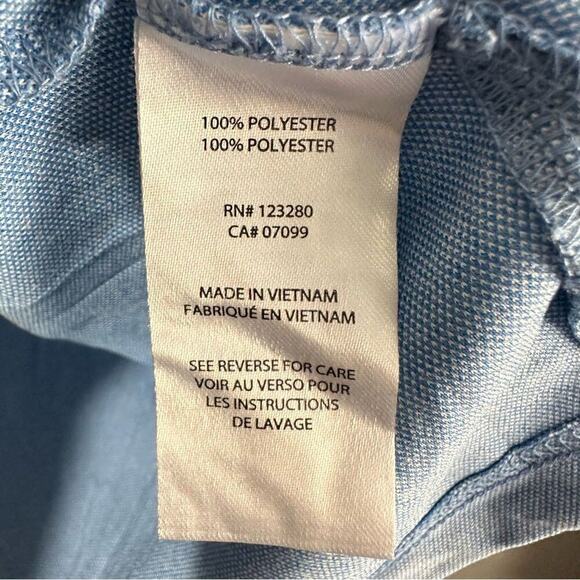 100% POLYESTER
100% POLYESTER
RN# 123280
CA# 07099
MADE IN VIETNAM
FABRIQUÉ EN VIETNAM
SEE REVERSE FOR CARE
VOIR AU VERSO POUR
LES INSTRUCTIONS
DE LAVAGE